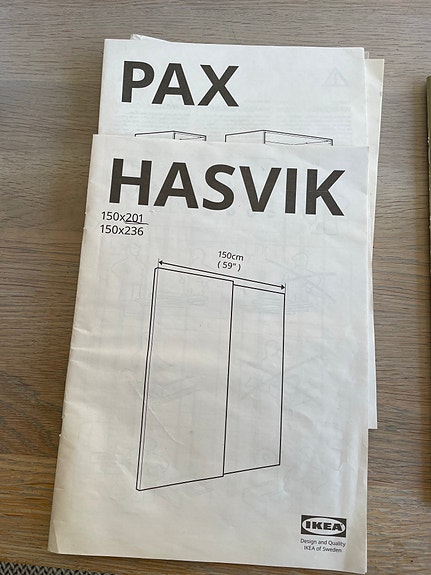 PAX
HASVIK
150x201
150x236
150cm
(59")
IKEA
Design and Quality
IKEA of Sweden